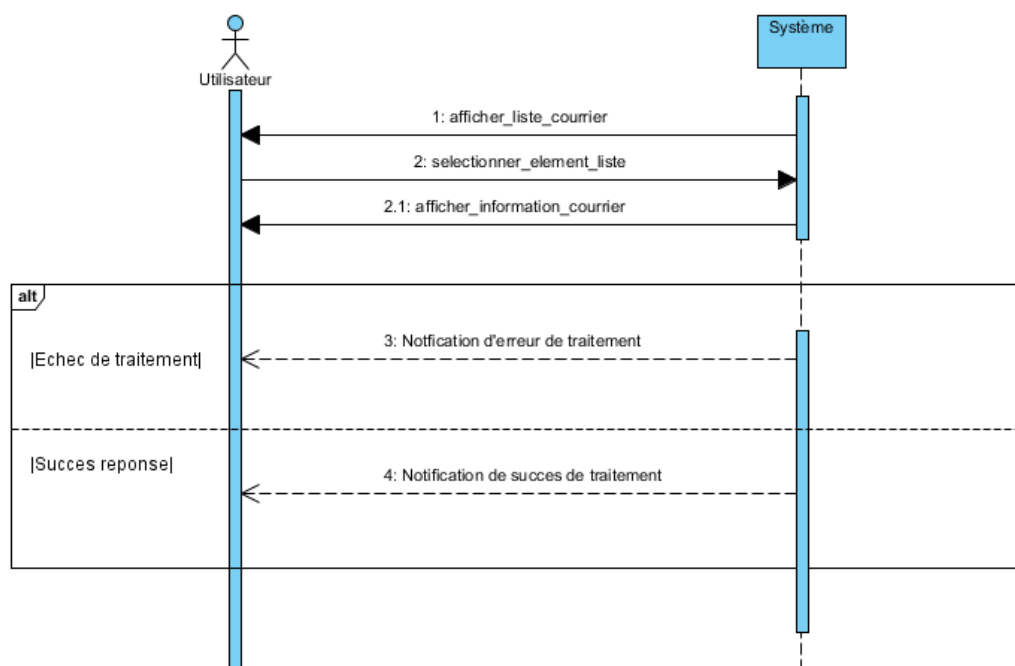 Système
Utilisateur
1: afficher_liste_courrier
2: selectionner_element_liste
2.1: afficher_information_courrier
alt
3: Notfication d'erreur de traitement
|Echec de traitement|
|Succes reponse|
4: Notification de succes de traitement